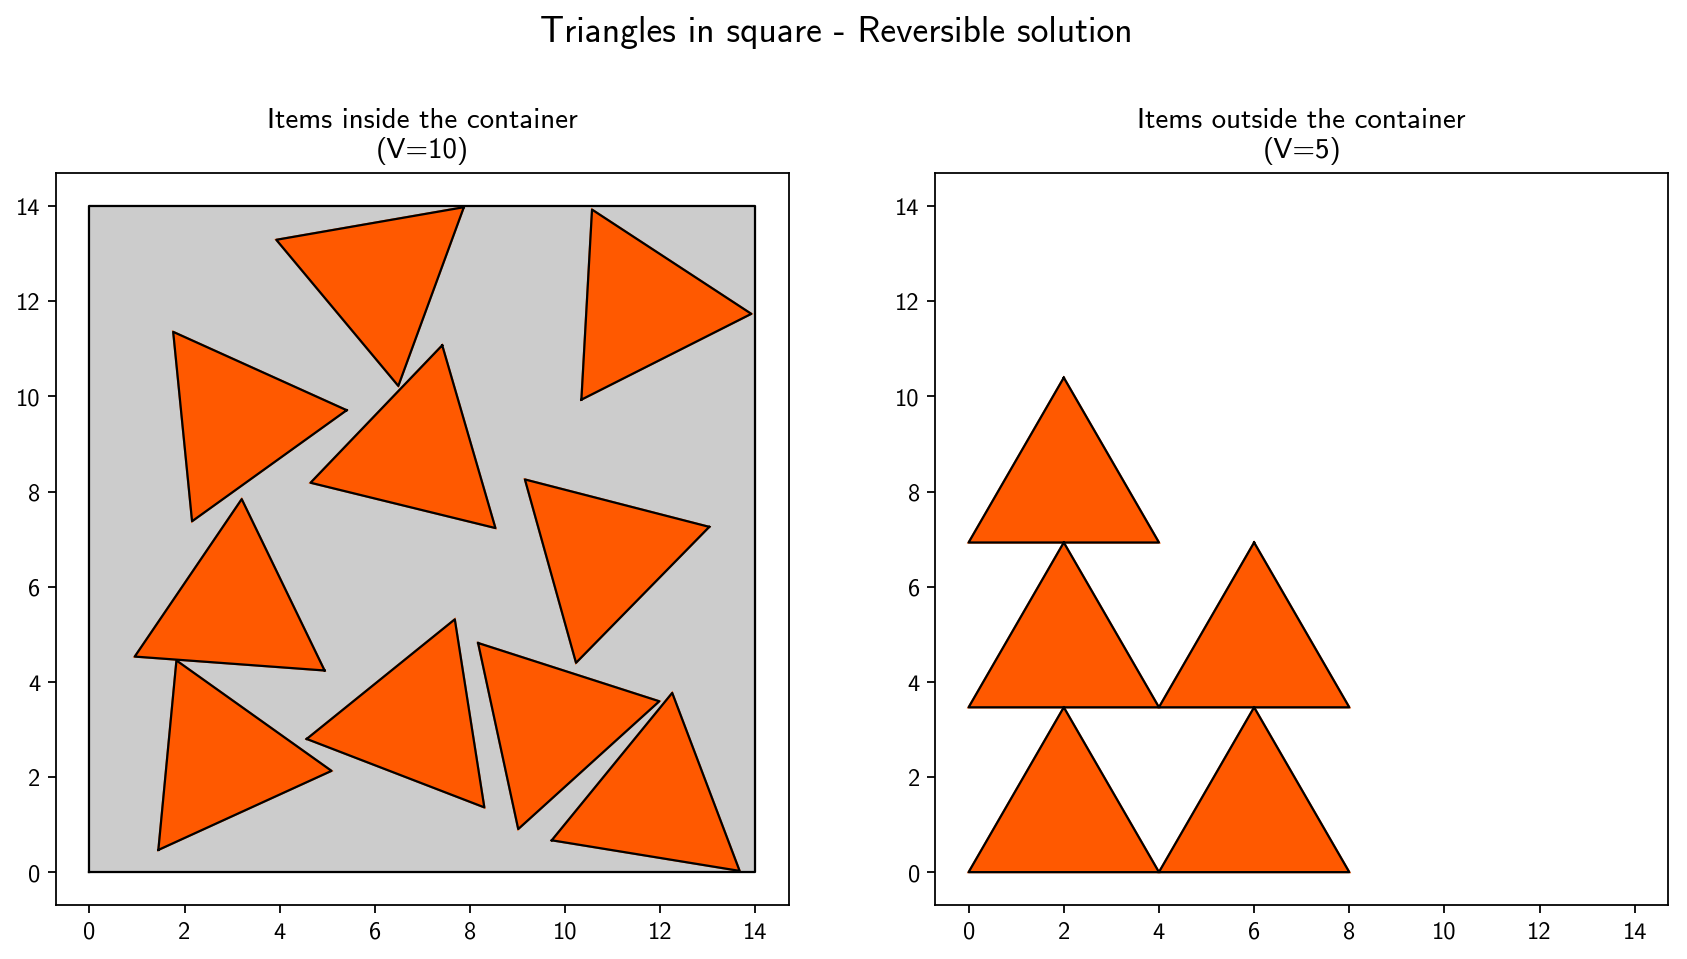 Triangles in square - Reversible solution
Items inside the container
(V=10)
14
12
10
8
6
4
2
0
0 2 4 6 8 10 12 14
Items outside the container
(V=5)
14
12
10
8
6
4
2
0
0 2 4 6 8 10 12 14